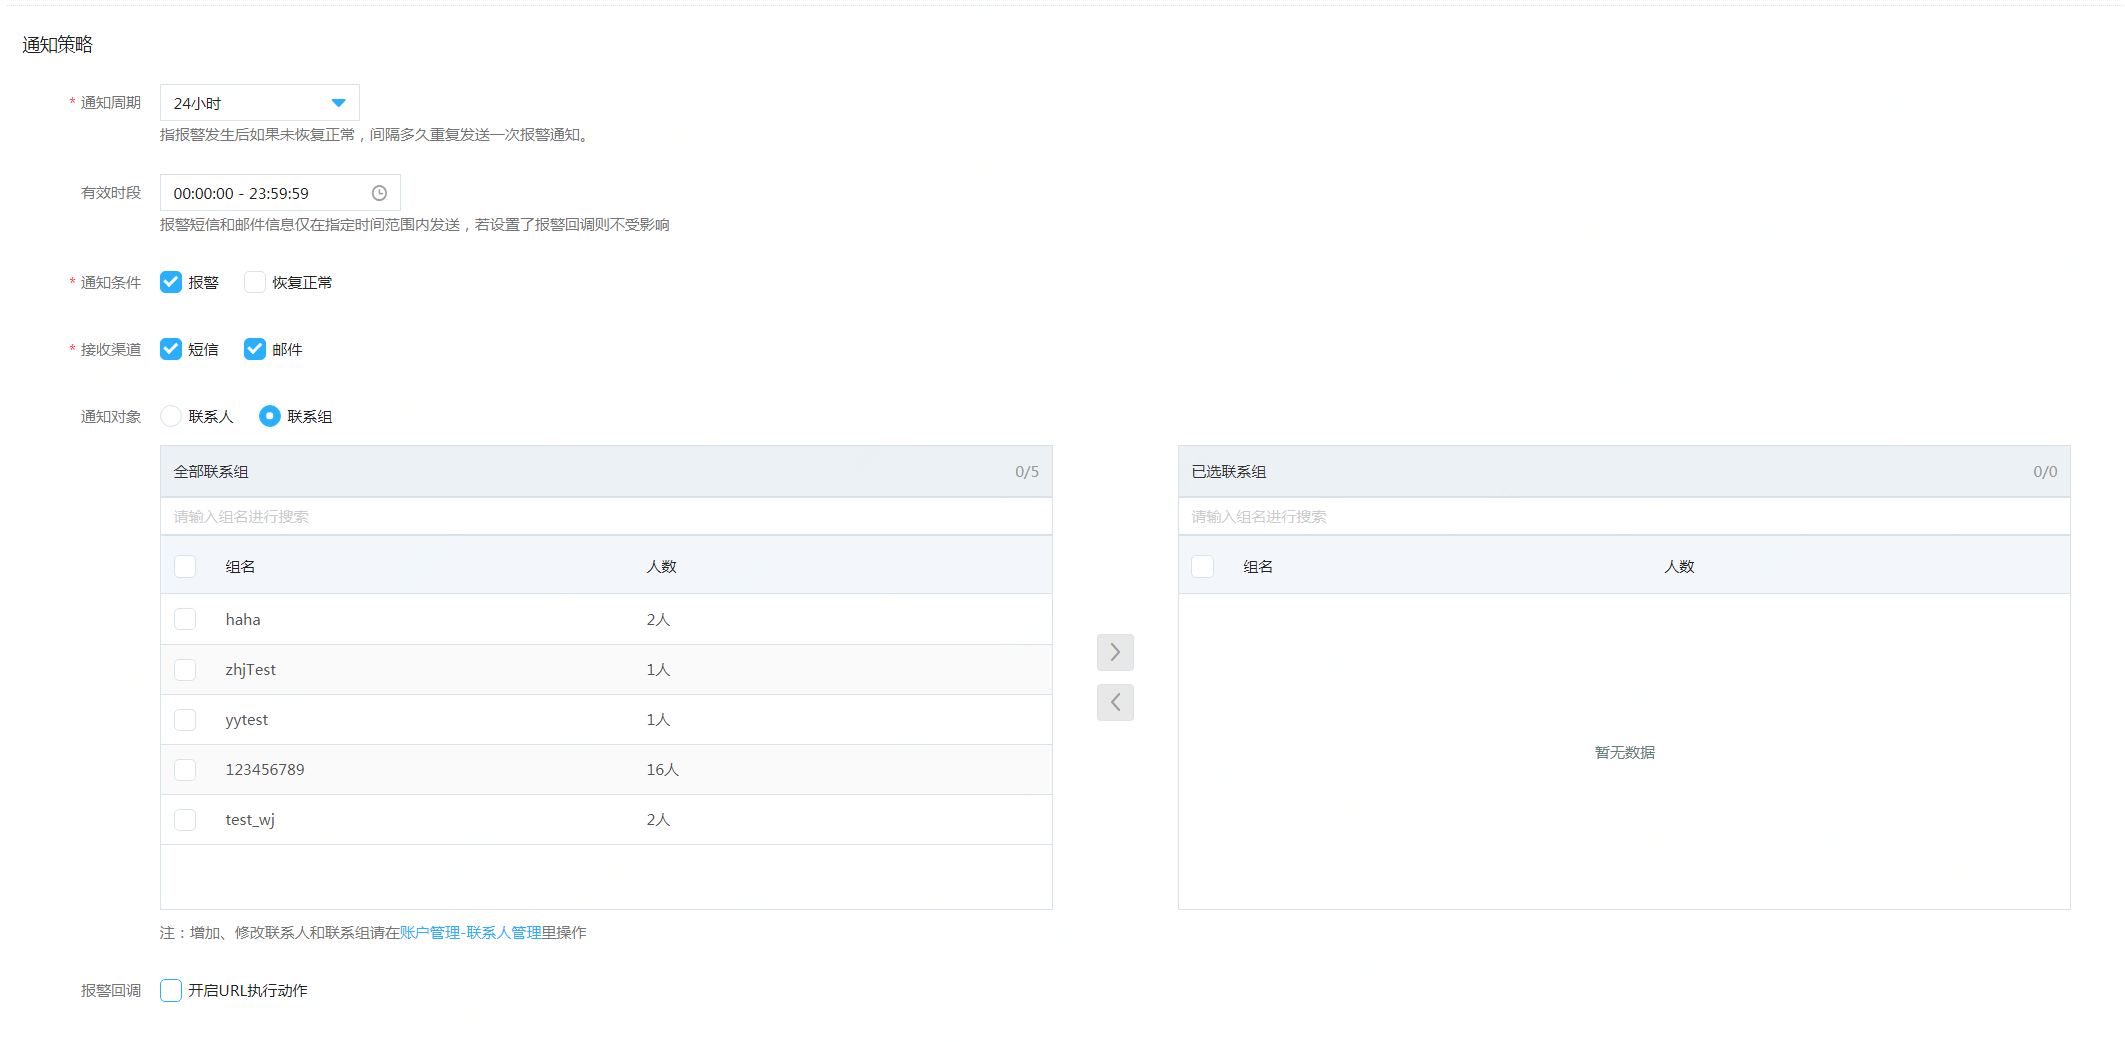 通知策略
* 通知周期 24小时
指报警发生后如果未恢复正常，间隔多久重复发送一次报警通知。
有效时段 00:00:00 - 23:59:59
报警短信和邮件信息仅在指定时间范围内发送，若设置了报警回调则不受影响
* 通知条件 报警 恢复正常
* 接收渠道 短信 邮件
通知对象 联系人 联系组
全部联系组 0/5
请输入组名进行搜索
组名 人数
haha 2人
zhjTest 1人
yytest 1人
123456789 16人
test_wj 2人
已选联系组 0/0
请输入组名进行搜索
组名 人数
暂无数据
注：增加、修改联系人和联系组请在账户管理-联系人管理里操作
报警回调 开启URL执行动作